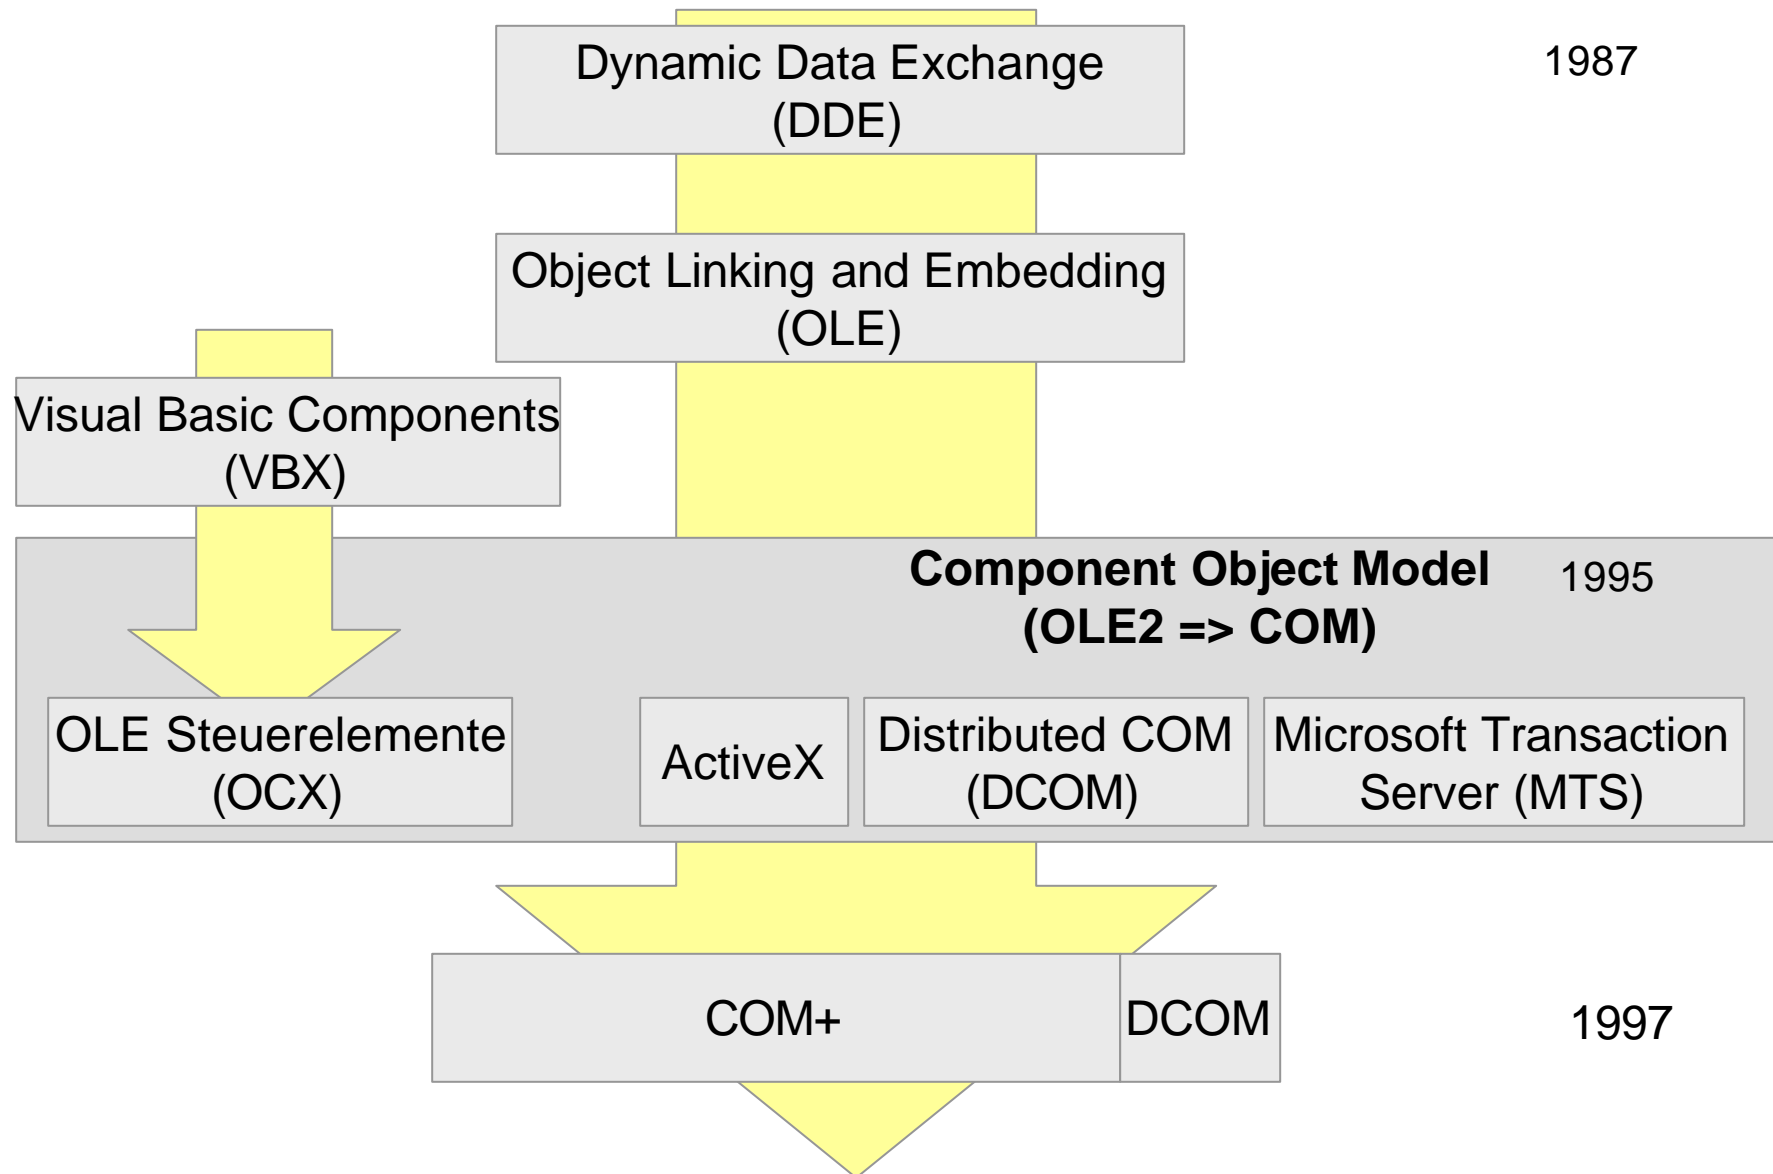 Dynamic Data Exchange
(DDE)
1987
Object Linking and Embedding
(OLE)
Visual Basic Components
(VBX)
Component Object Model
(OLE2 => COM)
1995
OLE Steuerelemente
(OCX)
ActiveX
Distributed COM
(DCOM)
Microsoft Transaction
Server (MTS)
COM+
DCOM
1997